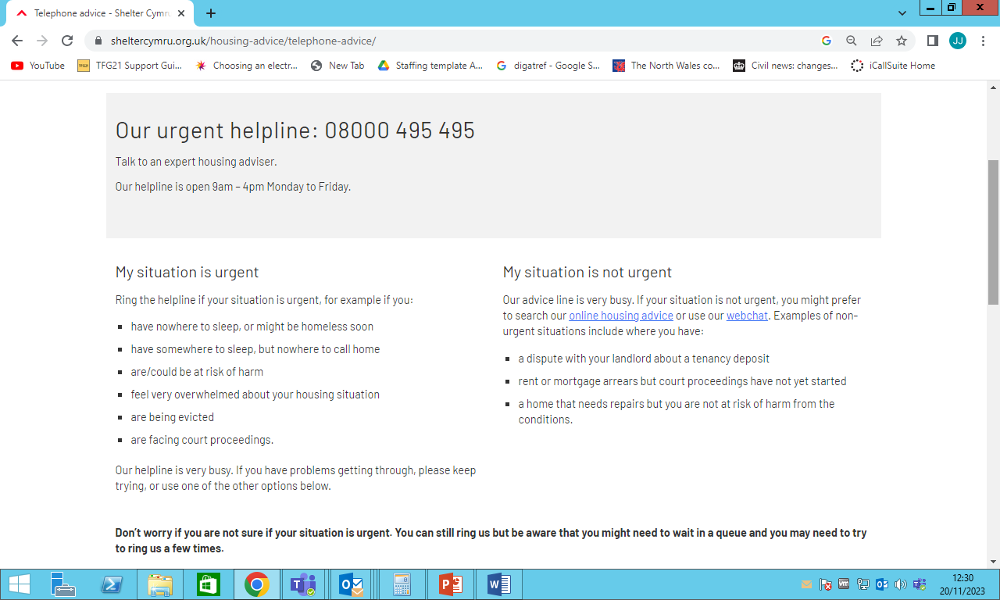 Telephone advice - Shelter Cymru
sheltercymru.org.uk/housing-advice/telephone-advice/
JJ
YouTube
TFG21 Support Gui...
Choosing an electr...
New Tab
Staffing template A...
digatref - Google S...
The North Wales co...
Civil news: changes...
iCallSuite Home
Our urgent helpline: 08000 495 495
Talk to an expert housing adviser.
Our helpline is open 9am – 4pm Monday to Friday.
My situation is urgent
Ring the helpline if your situation is urgent, for example if you:
have nowhere to sleep, or might be homeless soon
have somewhere to sleep, but nowhere to call home
are/could be at risk of harm
feel very overwhelmed about your housing situation
are being evicted
are facing court proceedings.
Our helpline is very busy. If you have problems getting through, please keep
trying, or use one of the other options below.
My situation is not urgent
Our advice line is very busy. If your situation is not urgent, you might prefer
to search our online housing advice or use our webchat. Examples of non-
urgent situations include where you have:
a dispute with your landlord about a tenancy deposit
rent or mortgage arrears but court proceedings have not yet started
a home that needs repairs but you are not at risk of harm from the
conditions.
Don't worry if you are not sure if your situation is urgent. You can still ring us but be aware that you might need to wait in a queue and you may need to try
to ring us a few times.
12:30
20/11/2023